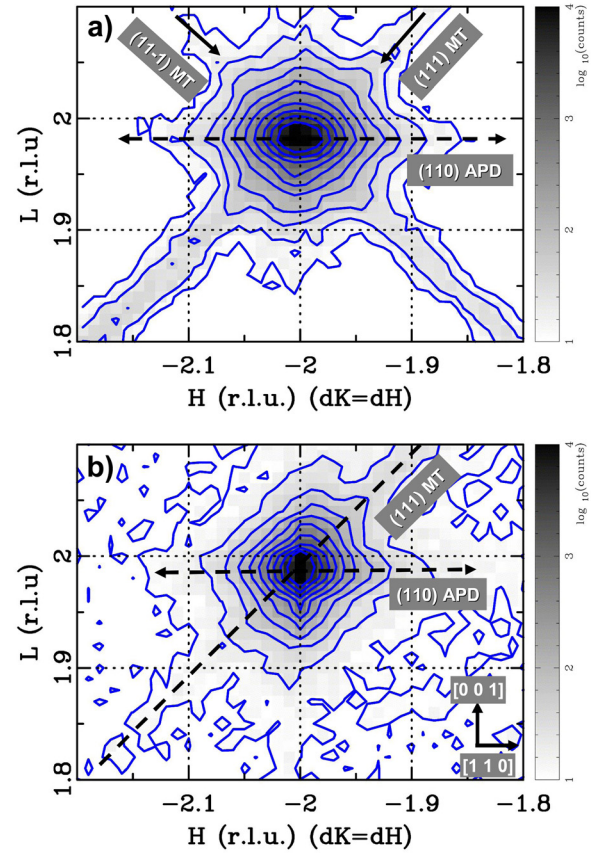 a)
(11-1) MT
(111) MT
(110) APD
L (r.l.u)
2
1.9
1.8
−2.1 −2 −1.9 −1.8
H (r.l.u.) (dK=dH)
log 10(counts)
4
3
2
1
b)
(111) MT
(110) APD
[0 0 1]
[1 1 0]
L (r.l.u)
2
1.9
1.8
−2.1 −2 −1.9 −1.8
H (r.l.u.) (dK=dH)
log 10(counts)
4
3
2
1